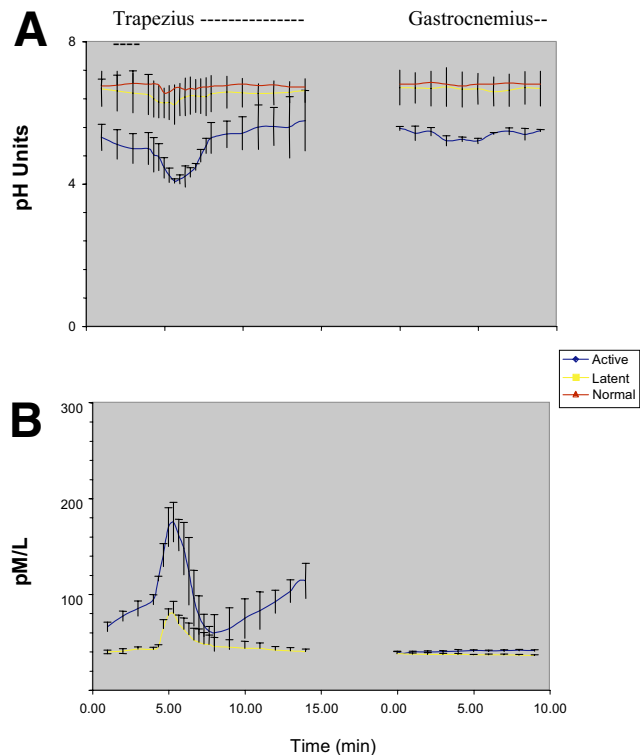 Trapezius ---------------
Gastrocnemius--
----
A
8
4
0
pH Units
Active
Latent
Normal
B
300
200
100
0
pM/L
0.00 5.00 10.00 15.00 0.00 5.00 10.00
Time (min)